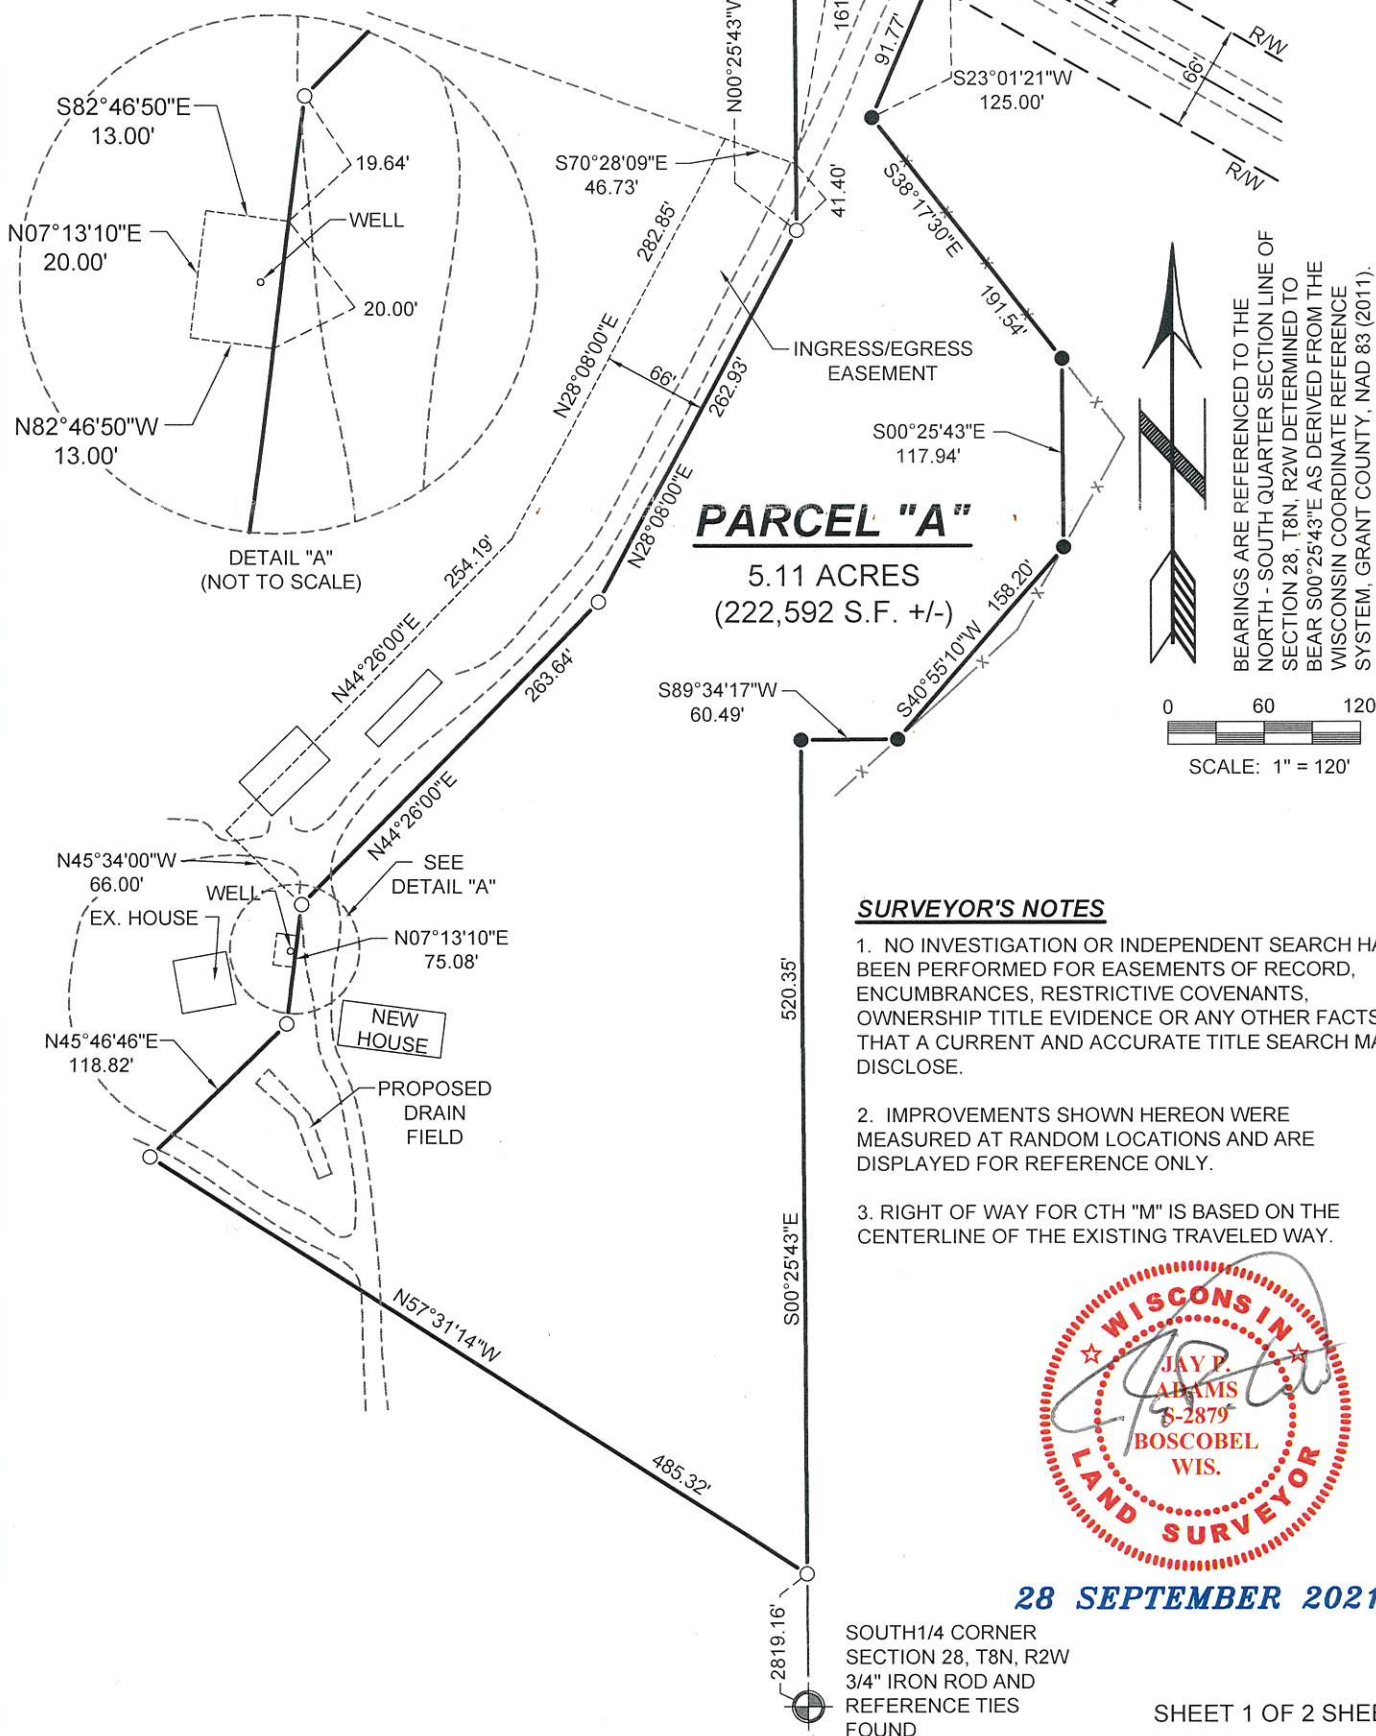 S82°46'50"E
13.00'
19.64'
WELL
N07°13'10"E
20.00'
20.00'
N82°46'50"W
13.00'
DETAIL "A"
(NOT TO SCALE)
N00°25'43"W
161
91.77'
S23°01'21"W
125.00'
R/W
66'
R/W
S70°28'09"E
46.73'
41.40'
282.85'
N28°08'00"E
66'
262.93'
N28°08'00"E
INGRESS/EGRESS
EASEMENT
S38°17'30"E
191.54'
S00°25'43"E
117.94'
PARCEL "A"
5.11 ACRES
(222,592 S.F. +/-)
158.20'
S40°55'10"W
S89°34'17"W
60.49'
BEARINGS ARE REFERENCED TO THE
NORTH - SOUTH QUARTER SECTION LINE OF
SECTION 28, T8N, R2W DETERMINED TO
BEAR S00°25'43"E AS DERIVED FROM THE
WISCONSIN COORDINATE REFERENCE
SYSTEM, GRANT COUNTY, NAD 83 (2011).
0 60 120
SCALE: 1" = 120'
254.19'
N44°26'00"E
263.64'
N44°26'00"E
N45°34'00"W
66.00'
WELL
EX. HOUSE
SEE
DETAIL "A"
N07°13'10"E
75.08'
NEW
HOUSE
N45°46'46"E
118.82'
PROPOSED
DRAIN
FIELD
520.35'
S00°25'43"E
N57°31'14"W
485.32'
SURVEYOR'S NOTES
1. NO INVESTIGATION OR INDEPENDENT SEARCH HA
BEEN PERFORMED FOR EASEMENTS OF RECORD,
ENCUMBRANCES, RESTRICTIVE COVENANTS,
OWNERSHIP TITLE EVIDENCE OR ANY OTHER FACTS
THAT A CURRENT AND ACCURATE TITLE SEARCH MA
DISCLOSE.
2. IMPROVEMENTS SHOWN HEREON WERE
MEASURED AT RANDOM LOCATIONS AND ARE
DISPLAYED FOR REFERENCE ONLY.
3. RIGHT OF WAY FOR CTH "M" IS BASED ON THE
CENTERLINE OF THE EXISTING TRAVELED WAY.
WISCONSIN
JAY P.
ADAMS
S-2879
BOSCOBEL
WIS.
LAND SURVEYOR
28 SEPTEMBER 2021
2819.16'
SOUTH1/4 CORNER
SECTION 28, T8N, R2W
3/4" IRON ROD AND
REFERENCE TIES
FOUND
SHEET 1 OF 2 SHEE